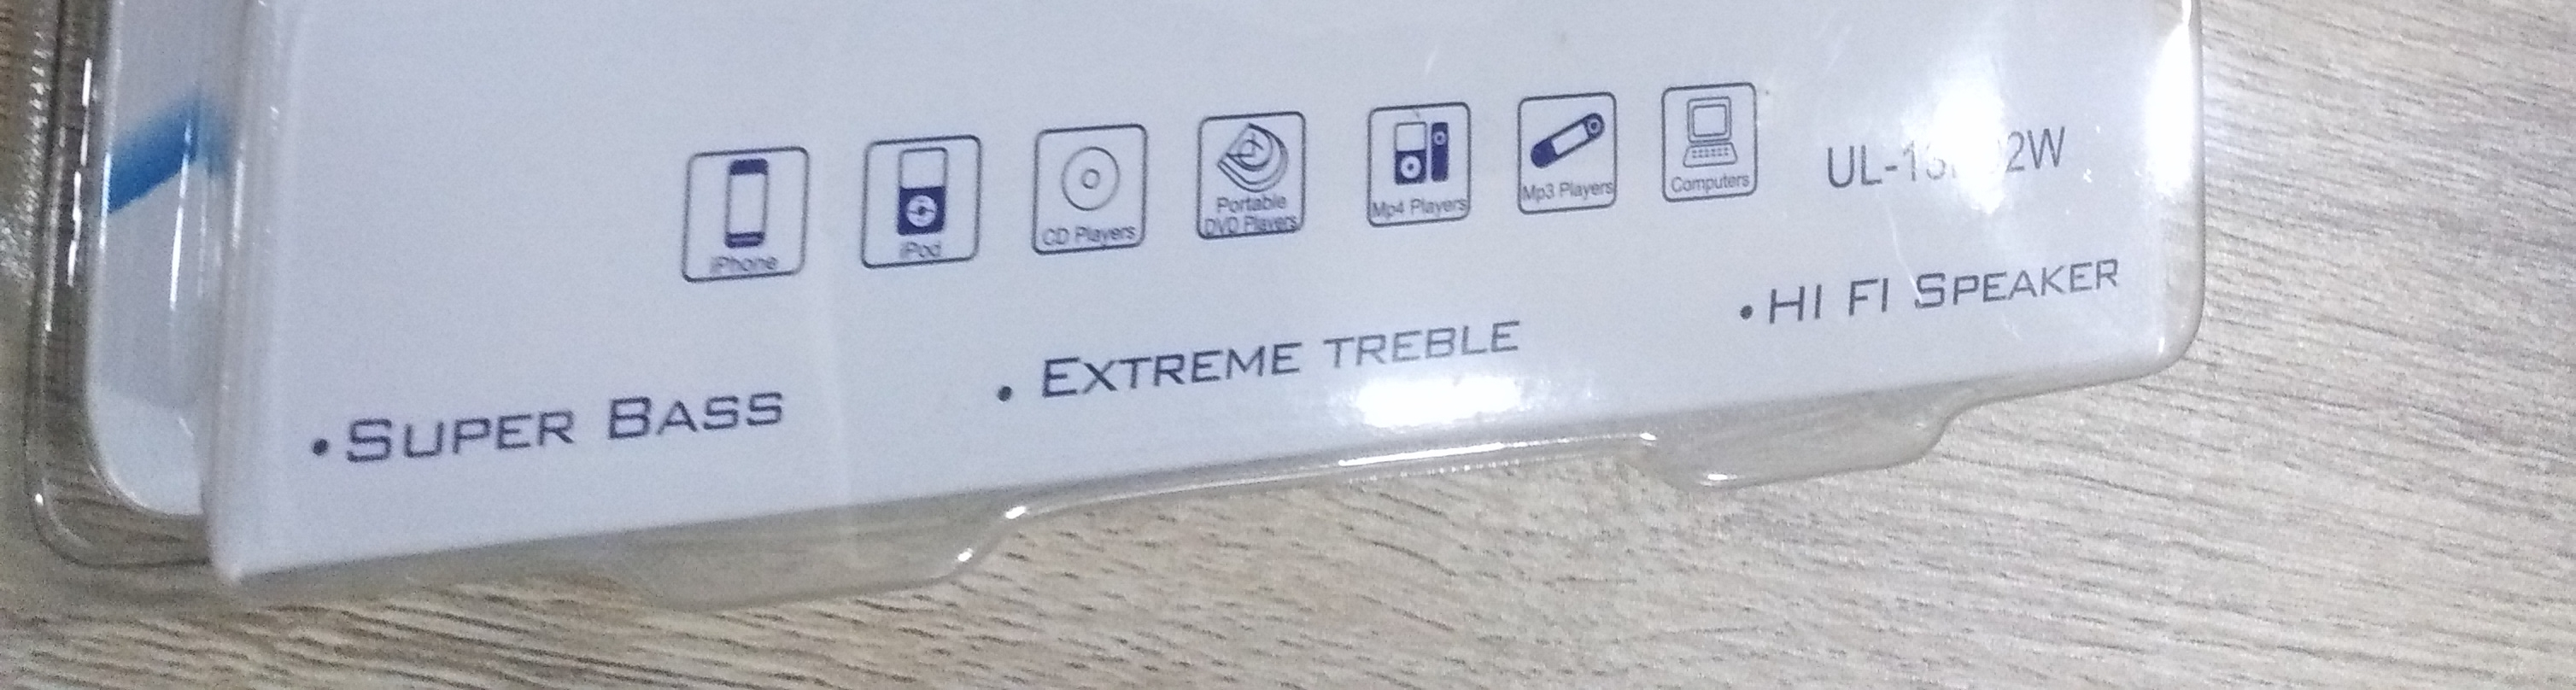 iPhone
iPod
CD Players
Portable
DVD Players
Mp4 Players
Mp3 Players
Computers
• SUPER BASS
• EXTREME TREBLE
• HI FI SPEAKER